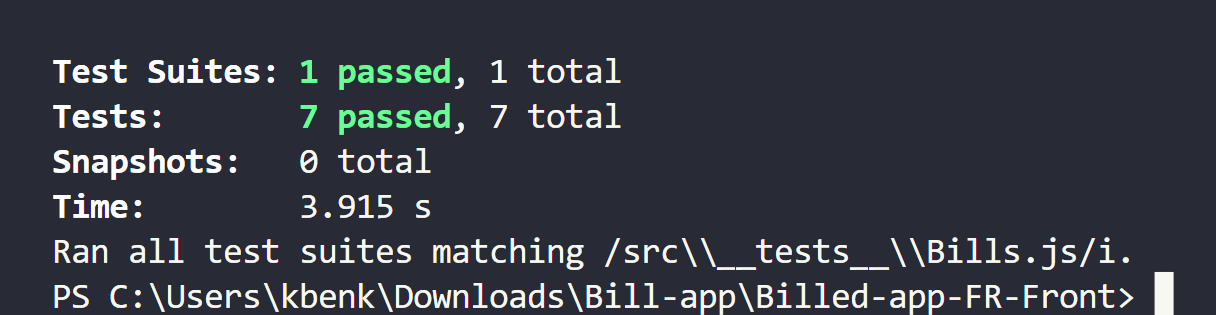 Test Suites: 1 passed, 1 total
Tests:       7 passed, 7 total
Snapshots:   0 total
Time:        3.915 s
Ran all test suites matching /src\\__tests__\\Bills.js/i.
PS C:\Users\kbenk\Downloads\Bill-app\Billed-app-FR-Front>